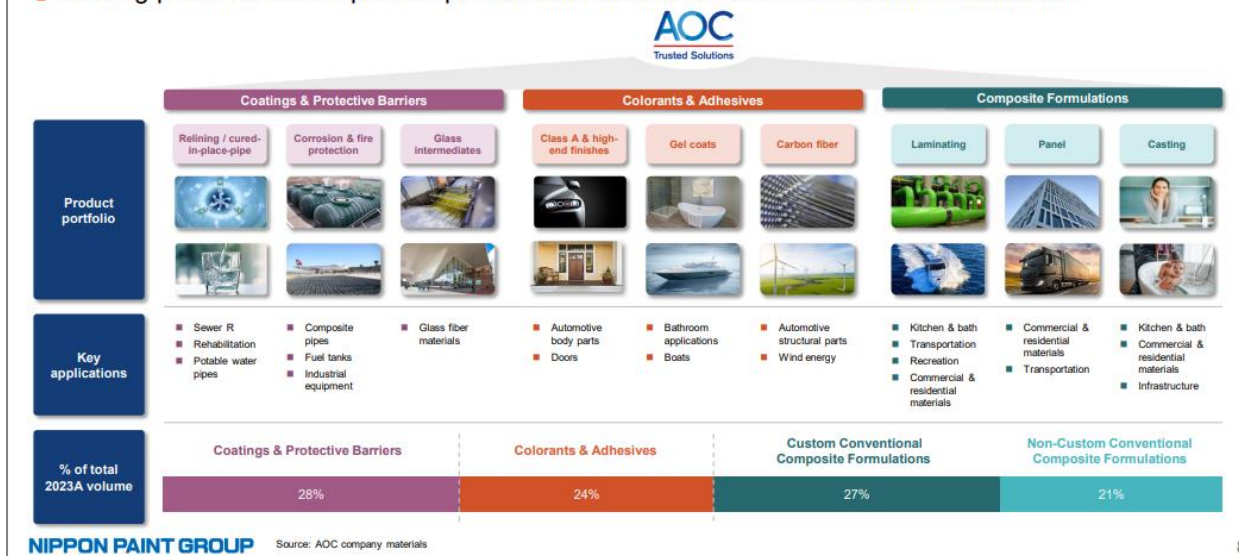 AOC
Trusted Solutions
Coatings & Protective Barriers
Colorants & Adhesives
Composite Formulations
Product
portfolio
Relining / cured-
in-place-pipe
Corrosion & fire
protection
Glass
intermediates
Class A & high-
end finishes
Gel coats
Carbon fiber
Laminating
Panel
Casting
Key
applications
Sewer R
Rehabilitation
Potable water
pipes
Composite
pipes
Fuel tanks
Industrial
equipment
Glass fiber
materials
Automotive
body parts
Doors
Bathroom
applications
Boats
Automotive
structural parts
Wind energy
Kitchen & bath
Transportation
Recreation
Commercial &
residential
materials
Commercial &
residential
materials
Transportation
Kitchen & bath
Commercial &
residential
materials
Infrastructure
% of total
2023A volume
Coatings & Protective Barriers
Colorants & Adhesives
Custom Conventional
Composite Formulations
Non-Custom Conventional
Composite Formulations
28%
24%
27%
21%
NIPPON PAINT GROUP
Source: AOC company materials